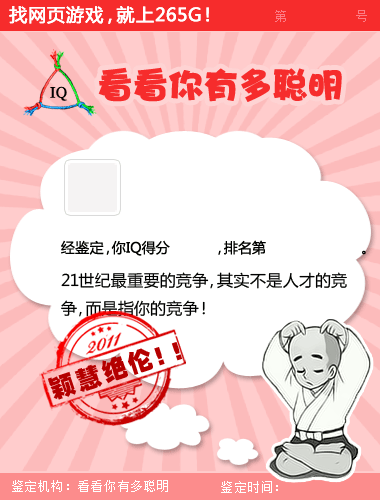 找网页游戏,就上265G!
第 号
IQ
看看你有多聪明
经鉴定,你IQ得分 ,排名第 。
21世纪最重要的竞争,其实不是人才的竞
争,而是指你的竞争!
2011
颖慧绝伦!!
鉴定机构:看看你有多聪明
鉴定时间: